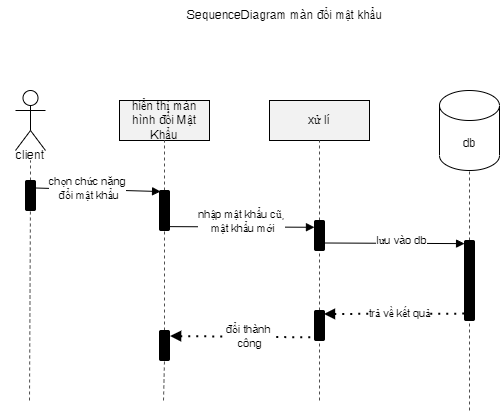 SequenceDiagram màn đổi mật khẩu
hiển thị màn
hình đổi Mật
Khẩu
xử lí
db
client
chọn chức năng
đổi mật khẩu
nhập mật khẩu cũ,
mật khẩu mới
lưu vào db
trả về kết quả
đổi thành
công